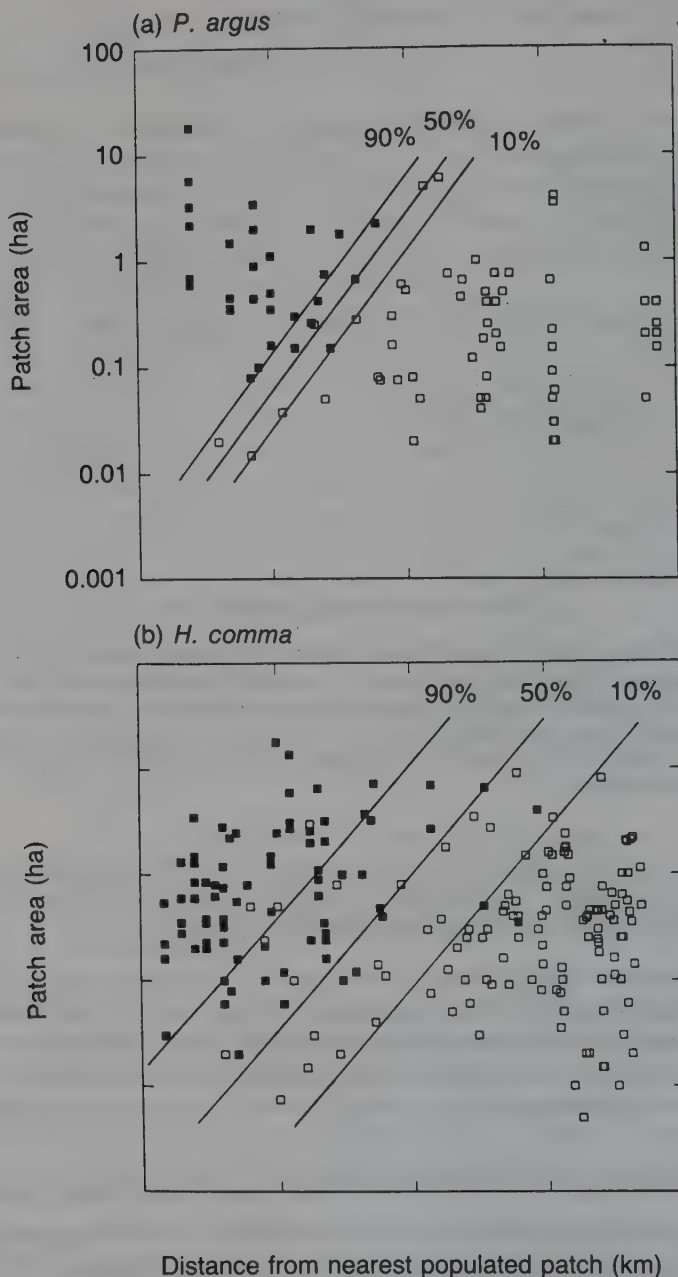 (a) P. argus
100
10
1
0.1
0.01
0.001
Patch area (ha)
90%
50%
10%
(b) H. comma
90%
50%
10%
Patch area (ha)
Distance from nearest populated patch (km)